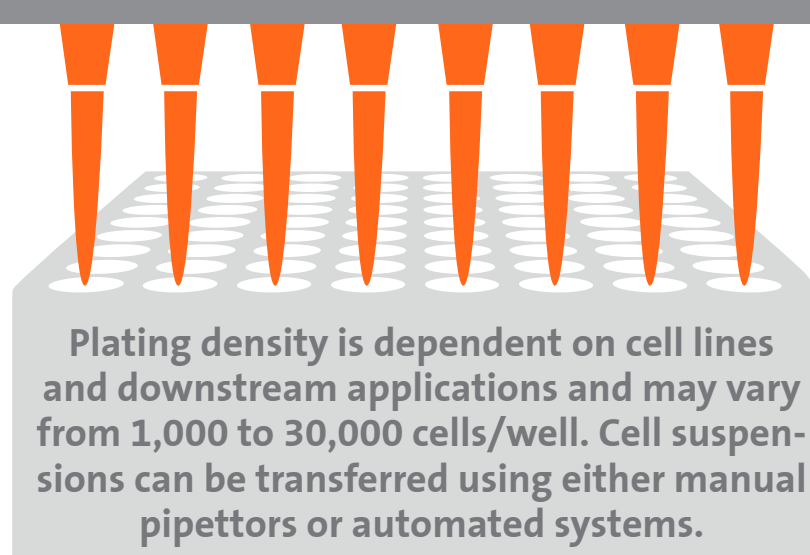 Plating density is dependent on cell lines
and downstream applications and may vary
from 1,000 to 30,000 cells/well. Cell suspen-
sions can be transferred using either manual
pipettors or automated systems.